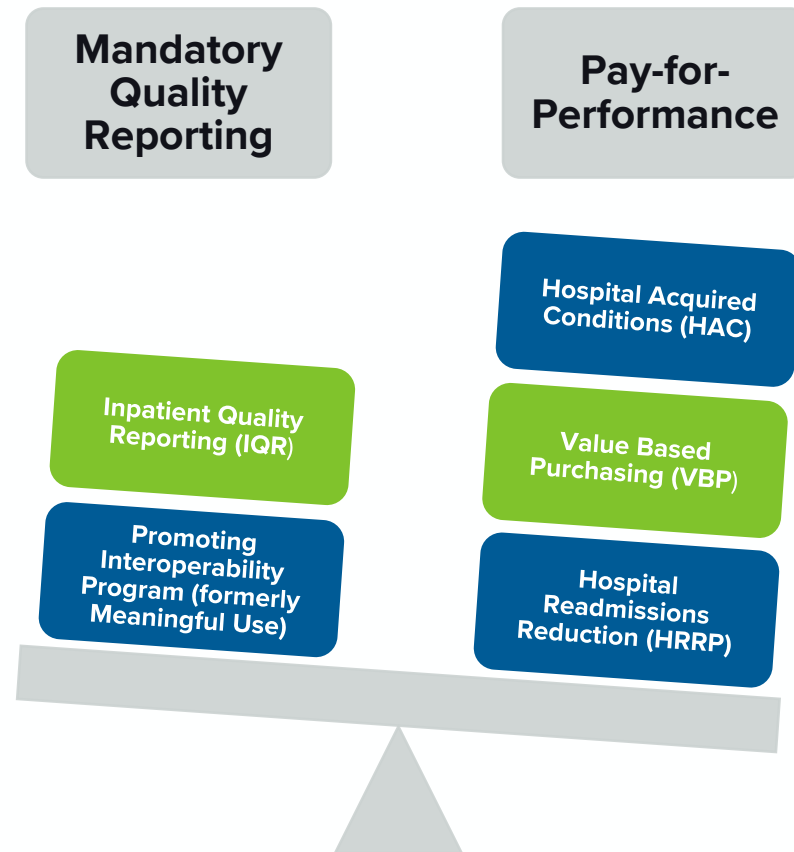 Mandatory
Quality
Reporting
Pay-for-
Performance
Inpatient Quality
Reporting (IQR)
Promoting
Interoperability
Program (formerly
Meaningful Use)
Hospital Acquired
Conditions (HAC)
Value Based
Purchasing (VBP)
Hospital
Readmissions
Reduction (HRRP)